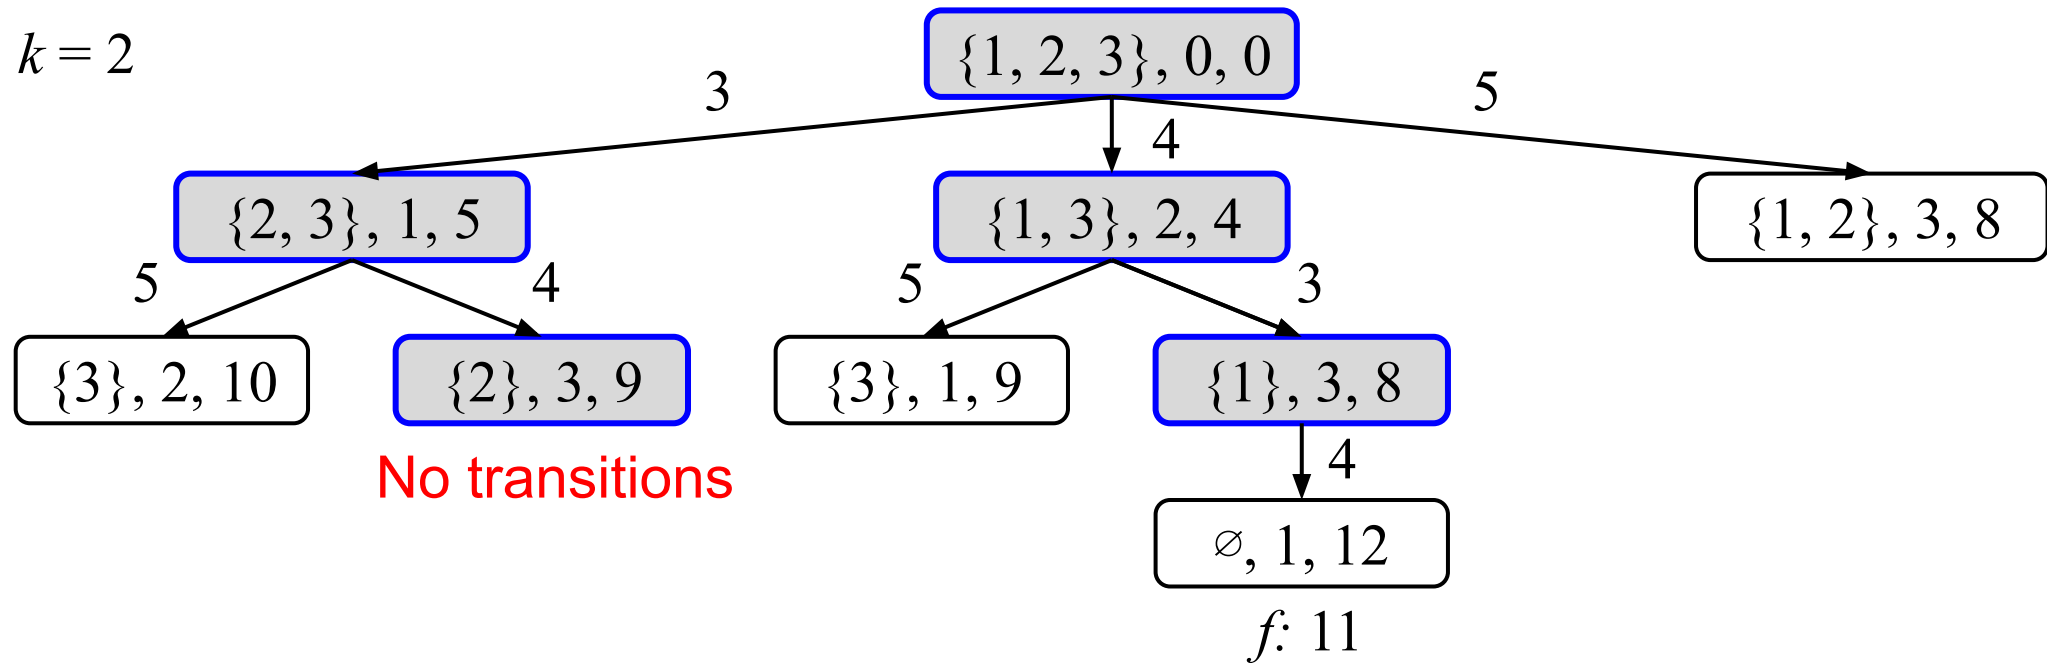 k = 2
{1, 2, 3}, 0, 0
3
4
5
{2, 3}, 1, 5
{1, 3}, 2, 4
{1, 2}, 3, 8
5
4
5
3
{3}, 2, 10
{2}, 3, 9
{3}, 1, 9
{1}, 3, 8
No transitions
4
∅, 1, 12
f: 11